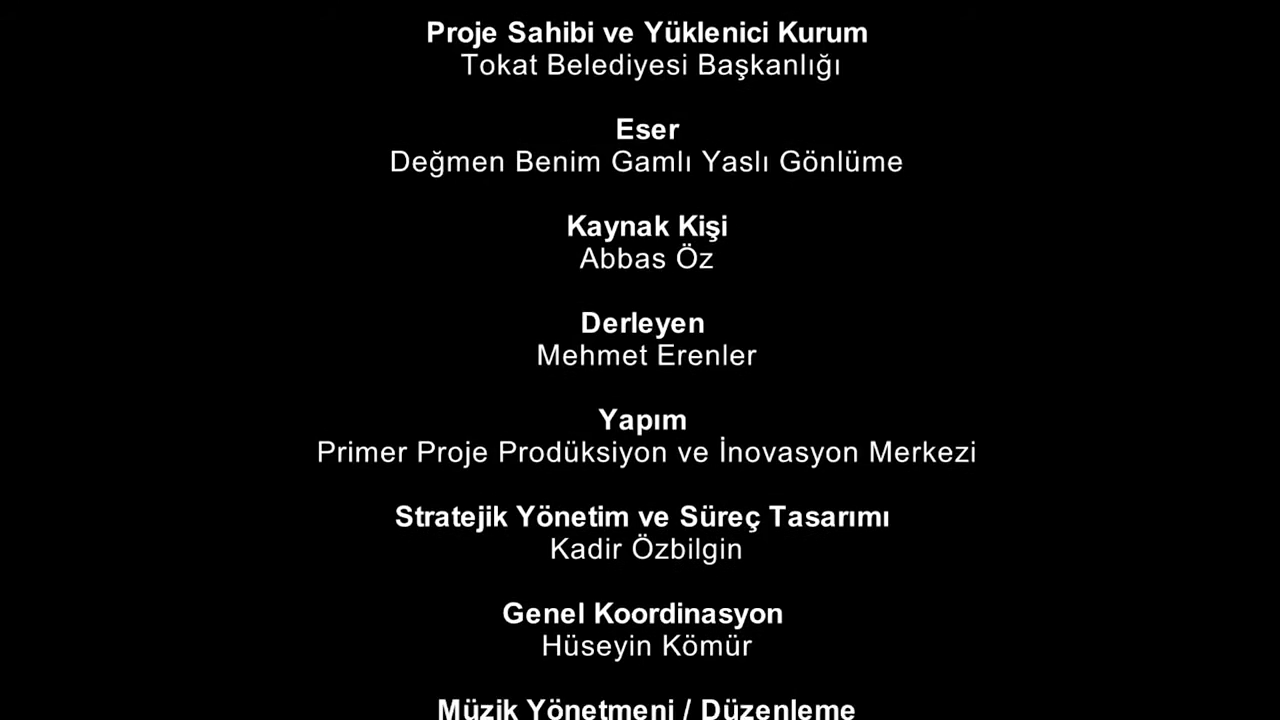 Proje Sahibi ve Yüklenici Kurum
Tokat Belediyesi Başkanlığı
Eser
Değmen Benim Gamlı Yaslı Gönlüme
Kaynak Kişi
Abbas Öz
Derleyen
Mehmet Erenler
Yapım
Primer Proje Prodüksiyon ve İnovasyon Merkezi
Stratejik Yönetim ve Süreç Tasarımı
Kadir Özbilgin
Genel Koordinasyon
Hüseyin Kömür
Müzik Yönetmeni / Düzenleme